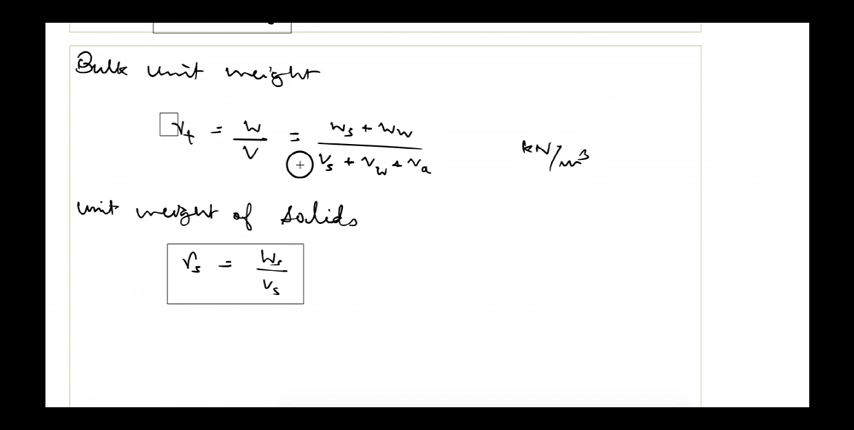 Bulk unit weight
γt = W/V = (Ws + Ww)/(Vs + Vw + Va) kN/m³
unit weight of solids
γs = Ws/Vs